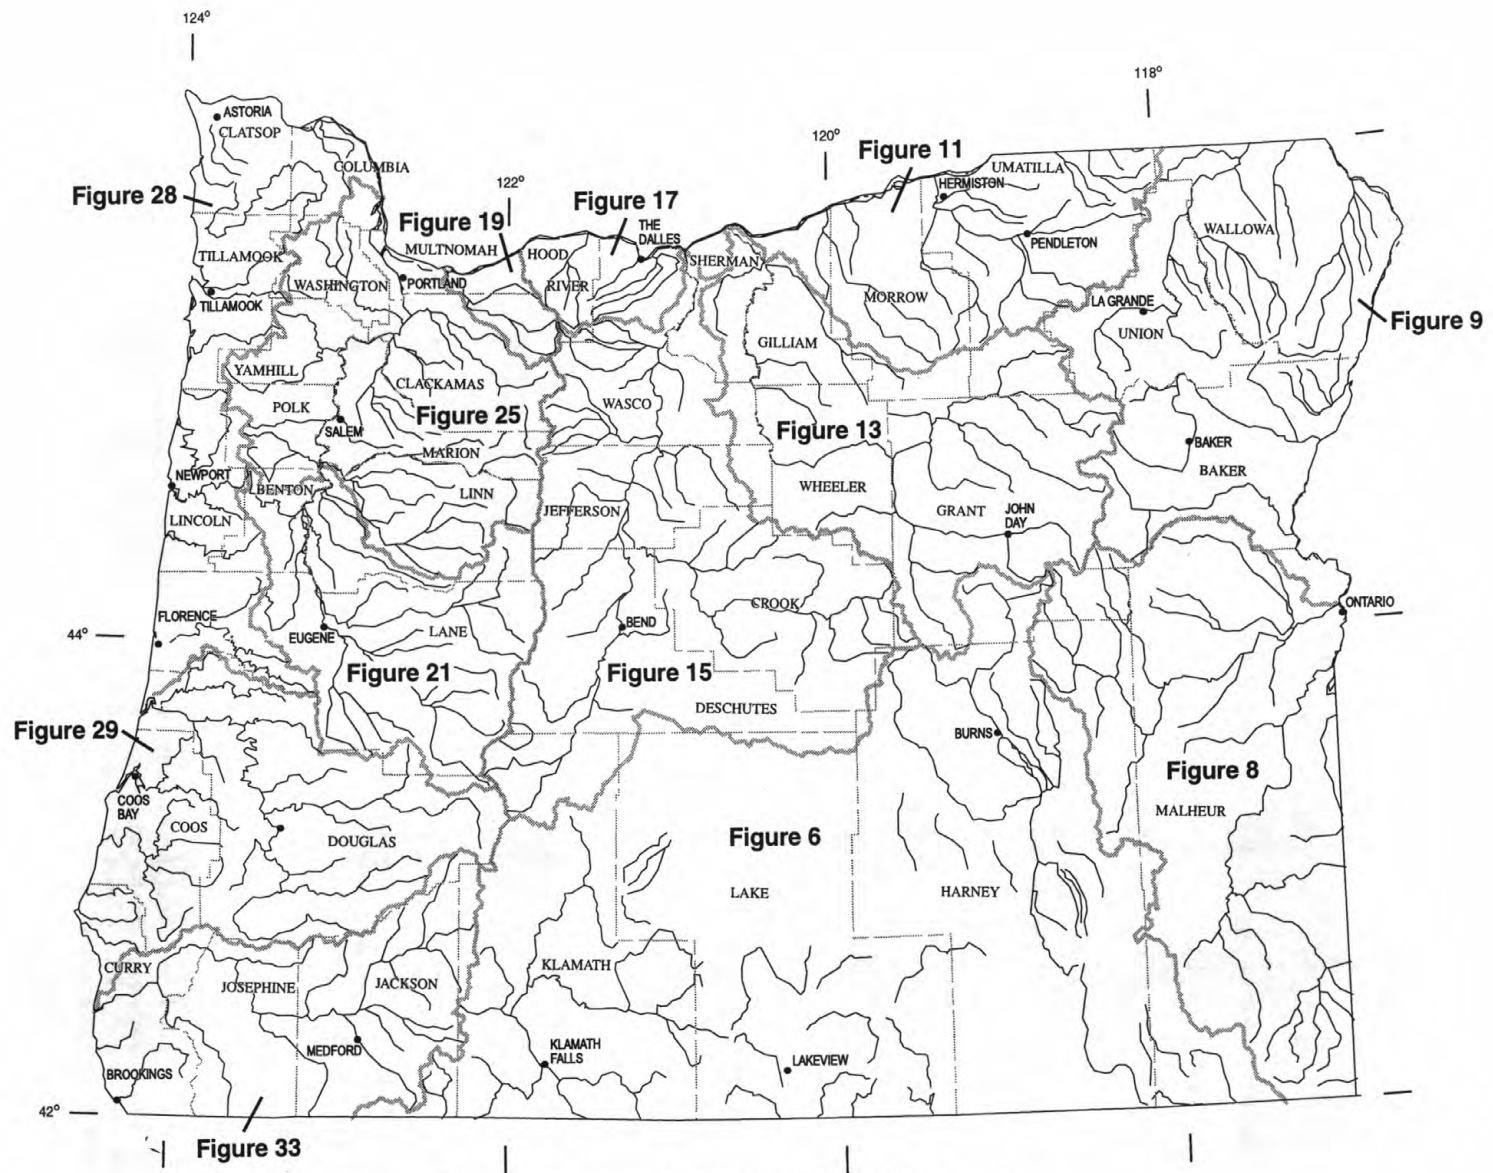 124°
118°
ASTORIA
CLATSOP
120°
Figure 11
COLUMBIA
UMATILLA
HERMISTON
122°
Figure 28
Figure 17
Figure 19
THE
DALLES
WALLOWA
PENDLETON
MULTNOMAH
HOOD
RIVER
SHERMAN
TILLAMOOK
WASHINGTON
PORTLAND
TILLAMOOK
MORROW
LA GRANDE
UNION
Figure 9
GILLIAM
YAMHILL
CLACKAMAS
POLK
Figure 25
WASCO
SALEM
Figure 13
BAKER
MARION
BAKER
NEWPORT
BENTON
LINN
WHEELER
LINCOLN
JEFFERSON
GRANT
JOHN
DAY
CROOK
ONTARIO
FLORENCE
44°
EUGENE
LANE
BEND
Figure 21
Figure 15
DESCHUTES
Figure 29
BURNS
Figure 8
COOS
BAY
COOS
DOUGLAS
Figure 6
MALHEUR
LAKE
HARNEY
CURRY
JOSEPHINE
JACKSON
KLAMATH
MEDFORD
KLAMATH
FALLS
LAKEVIEW
BROOKINGS
42°
Figure 33